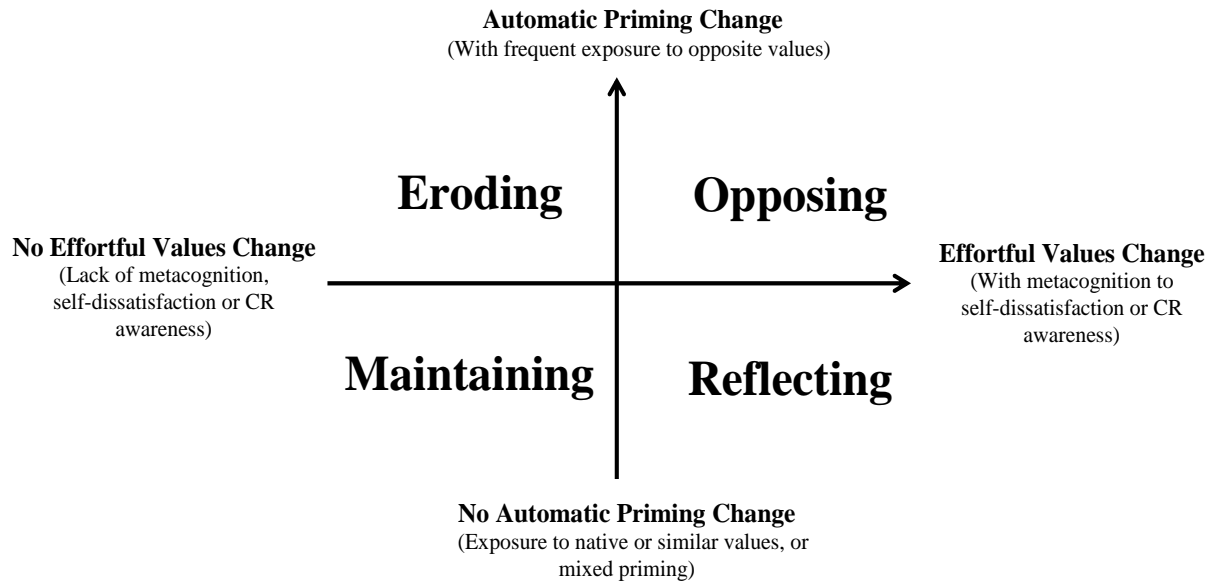 Automatic Priming Change
(With frequent exposure to opposite values)
Eroding
Opposing
No Effortful Values Change
(Lack of metacognition,
self-dissatisfaction or CR
awareness)
Effortful Values Change
(With metacognition to
self-dissatisfaction or CR
awareness)
Maintaining
Reflecting
No Automatic Priming Change
(Exposure to native or similar values, or
mixed priming)